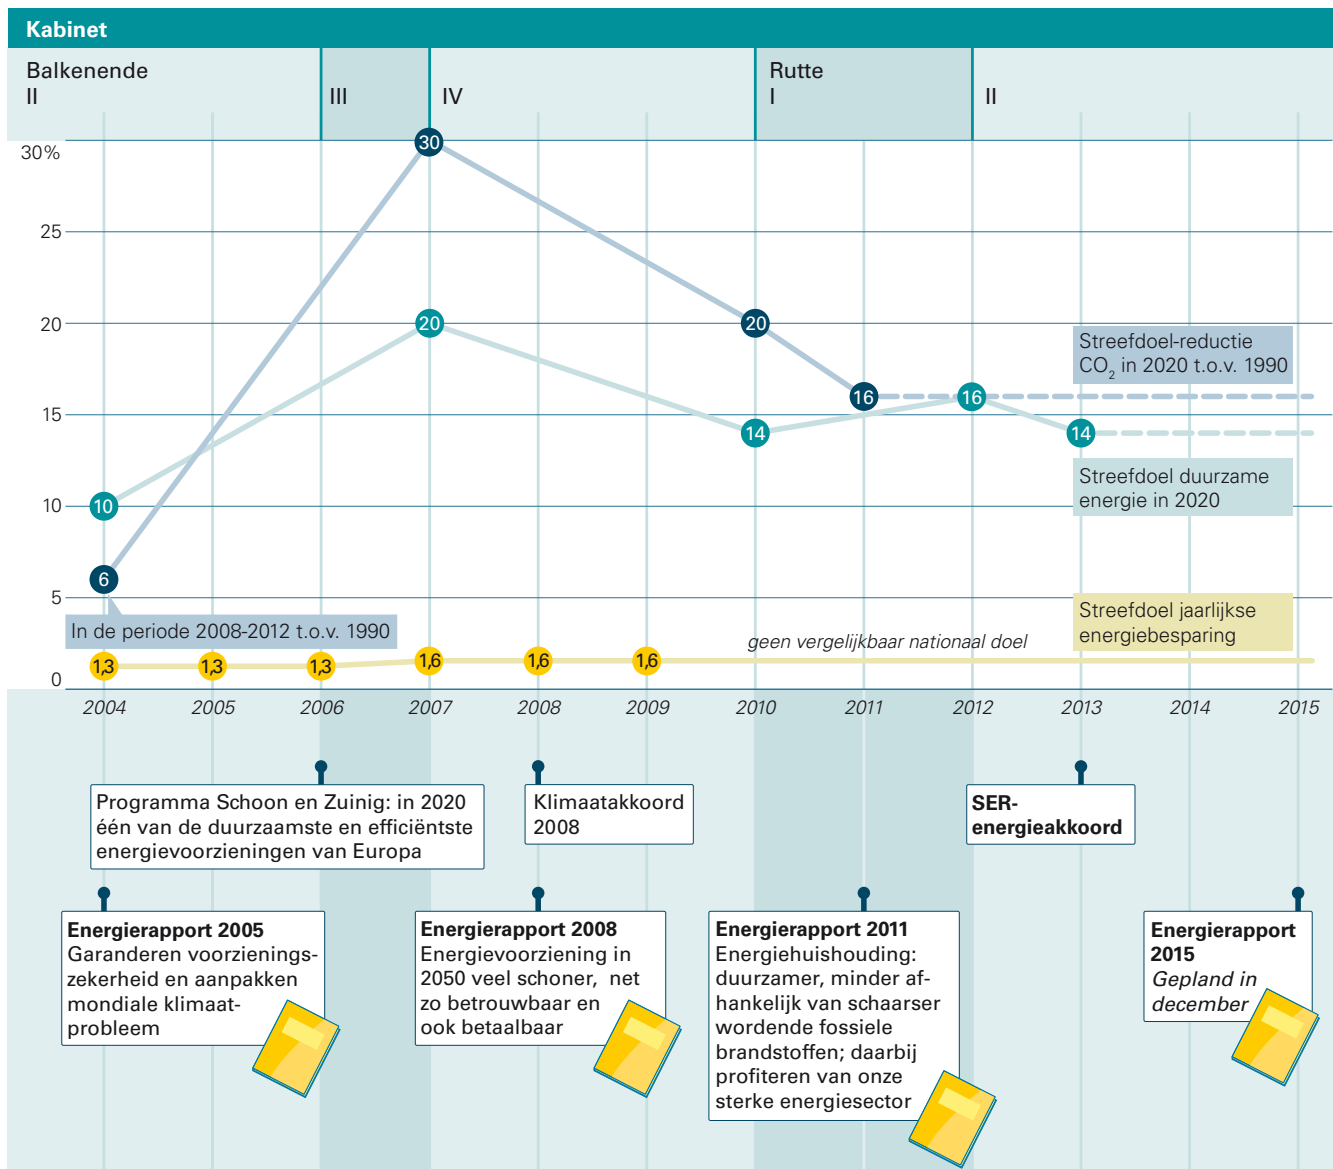 Kabinet
Balkenende
II
III
IV
Rutte
I
II
30%
25
20
15
10
5
0
30
20
16
6
10
20
14
16
14
Streefdoel-reductie
CO2 in 2020 t.o.v. 1990
Streefdoel duurzame
energie in 2020
Streefdoel jaarlijkse
energiebesparing
In de periode 2008-2012 t.o.v. 1990
geen vergelijkbaar nationaal doel
1,3
1,3
1,3
1,6
1,6
1,6
2004
2005
2006
2007
2008
2009
2010
2011
2012
2013
2014
2015
Programma Schoon en Zuinig: in 2020
één van de duurzaamste en efficiëntste
energievoorzieningen van Europa
Klimaatakkoord
2008
SER-
energieakkoord
Energierapport 2005
Garanderen voorzienings-
zekerheid en aanpakken
mondiale klimaat-
probleem
Energierapport 2008
Energievoorziening in
2050 veel schoner, net
zo betrouwbaar en
ook betaalbaar
Energierapport 2011
Energiehuishouding:
duurzamer, minder af-
hankelijk van schaarser
wordende fossiele
brandstoffen; daarbij
profiteren van onze
sterke energiesector
Energierapport
2015
Gepland in
december